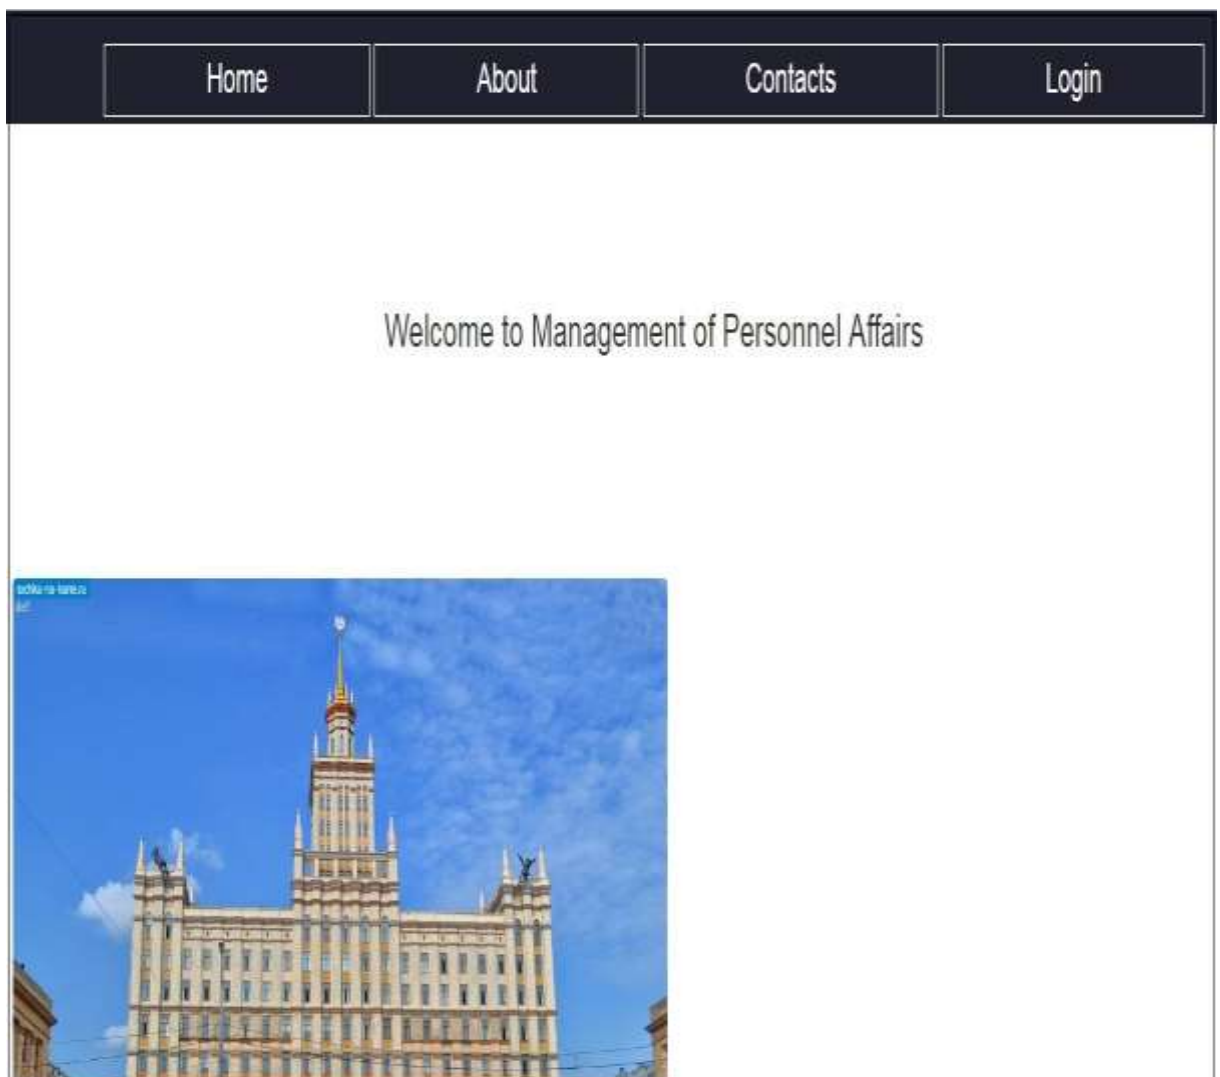 Home
About
Contacts
Login
Welcome to Management of Personnel Affairs